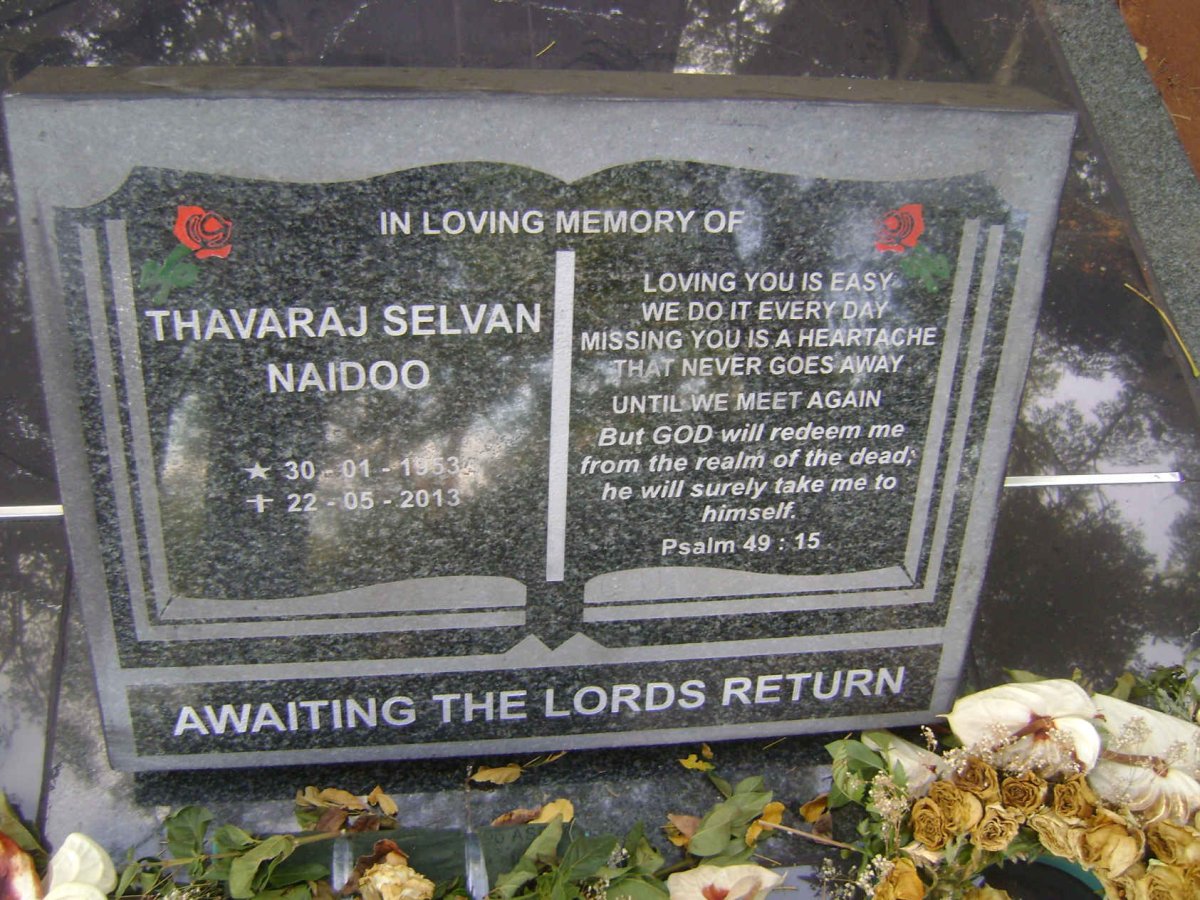 IN LOVING MEMORY OF
THAVARAJ SELVAN
NAIDOO
30 - 01 - 1953
22 - 05 - 2013
LOVING YOU IS EASY
WE DO IT EVERY DAY
MISSING YOU IS A HEARTACHE
THAT NEVER GOES AWAY
UNTIL WE MEET AGAIN
But GOD will redeem me
from the realm of the dead;
he will surely take me to
himself.
Psalm 49 : 15
AWAITING THE LORDS RETURN